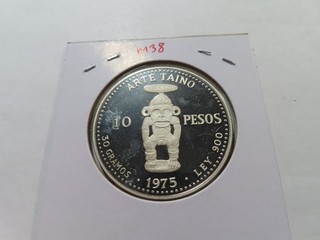 M38
ARTE TAINO
10 PESOS
30 GRAMOS · 1975 · LEY 900